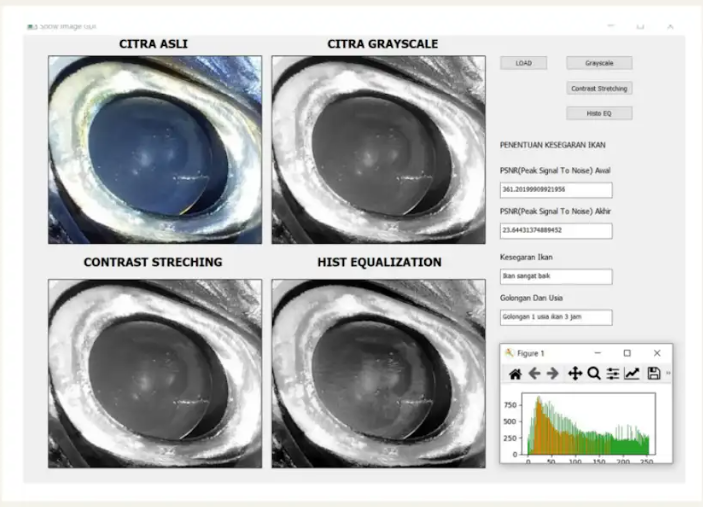 Show Image GUI
CITRA ASLI
CITRA GRAYSCALE
LOAD
Grayscale
Contrast Stretching
Histo EQ
PENENTUAN KESEGARAN IKAN
PSNR(Peak Signal To Noise) Awal
361.20199909921956
PSNR(Peak Signal To Noise) Akhir
23.64431374889452
Kesegaran Ikan
Ikan sangat baik
Golongan Dan Usia
Golongan 1 usia ikan 3 jam
CONTRAST STRECHING
HIST EQUALIZATION
Figure 1
750
500
250
0
0 50 100 150 200 250